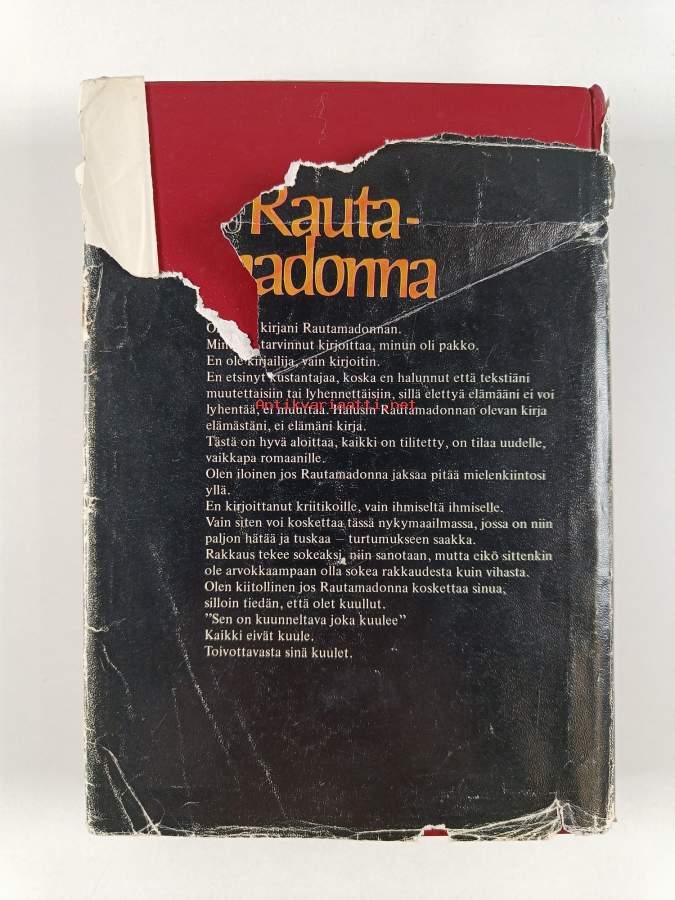 Rauta-
adonna
O kirjani Rautamadonnan.
Min tarvinnut kirjoittaa, minun oli pakko.
En ole kirjailija, vain kirjoitin.
En etsinyt kustantajaa, koska en halunnut että tekstiäni
muutettaisiin tai lyhennettäisiin, sillä elettyä elämääni ei voi
Antikvariaatti.net
lyhentää, ei muuttaa. Rautamadonnan olevan kirja
elämästäni, ei elämäni kirja.
Tästä on hyvä aloittaa, kaikki on tilitetty, on tilaa uudelle,
vaikkapa romaanille.
Olen iloinen jos Rautamadonna jaksaa pitää mielenkiintosi
yllä.
En kirjoittanut kriitikoille, vain ihmiseltä ihmiselle.
Vain siten voi koskettaa tässä nykymaailmassa, jossa on niin
paljon hätää ja tuskaa – turtumukseen saakka.
Rakkaus tekee sokeaksi, niin sanotaan, mutta eikö sittenkin
ole arvokkaampaan olla sokea rakkaudesta kuin vihasta.
Olen kiitollinen jos Rautamadonna koskettaa sinua,
silloin tiedän, että olet kuullut.
”Sen on kuunneltava joka kuulee”
Kaikki eivät kuule.
Toivottavasta sinä kuulet.